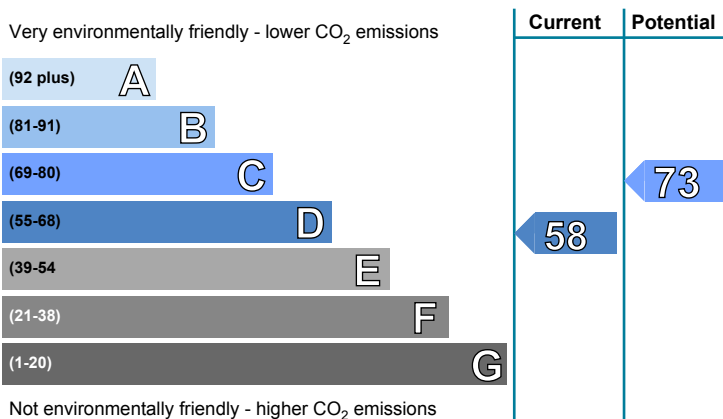 Current Potential
Very environmentally friendly - lower CO2 emissions
(92 plus) A
(81-91) B
(69-80) C
73
(55-68) D
58
(39-54 E
(21-38) F
(1-20) G
Not environmentally friendly - higher CO2 emissions